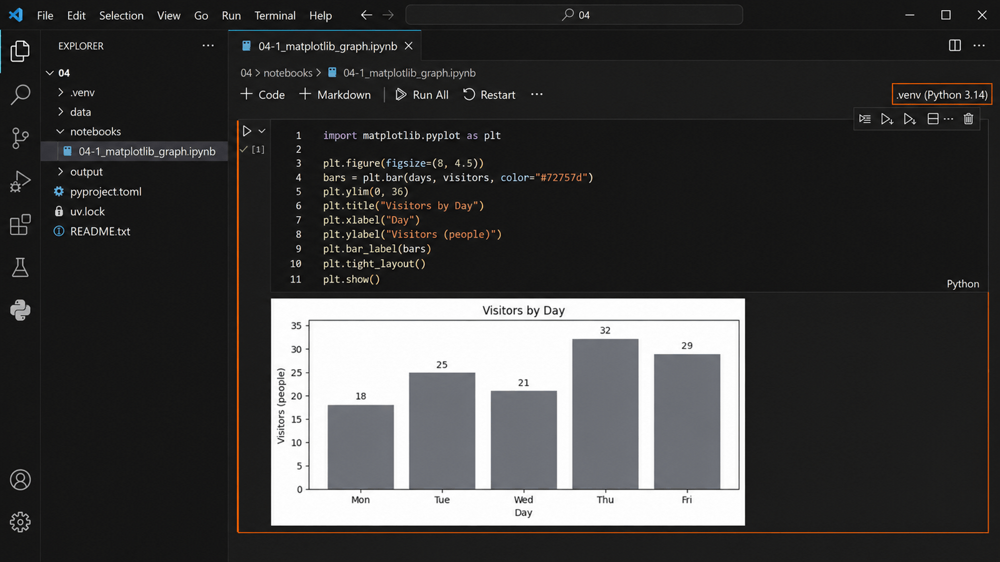 File Edit Selection View Go Run Terminal Help
04
EXPLORER
04
.venv
data
notebooks
04-1_matplotlib_graph.ipynb
output
pyproject.toml
uv.lock
README.txt
04-1_matplotlib_graph.ipynb
04 > notebooks > 04-1_matplotlib_graph.ipynb
+ Code + Markdown Run All Restart ...
.venv (Python 3.14)
[1]
1 import matplotlib.pyplot as plt
2
3 plt.figure(figsize=(8, 4.5))
4 bars = plt.bar(days, visitors, color="#72757d")
5 plt.ylim(0, 36)
6 plt.title("Visitors by Day")
7 plt.xlabel("Day")
8 plt.ylabel("Visitors (people)")
9 plt.bar_label(bars)
10 plt.tight_layout()
11 plt.show()
Python
Visitors by Day
Visitors (people)
35
30
25
20
15
10
5
0
18
25
21
32
29
Mon Tue Wed Thu Fri
Day